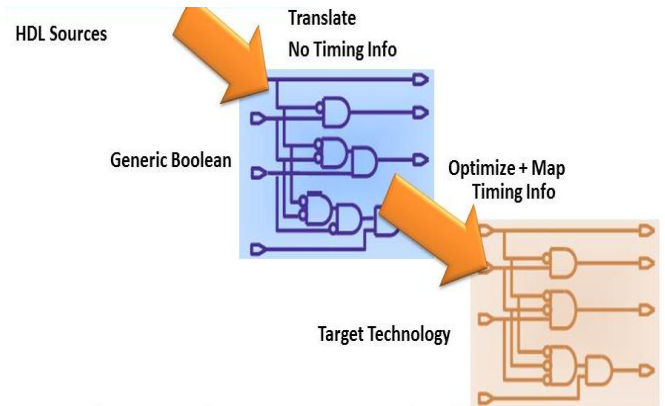 HDL Sources
Translate
No Timing Info
Generic Boolean
Optimize + Map
Timing Info
Target Technology